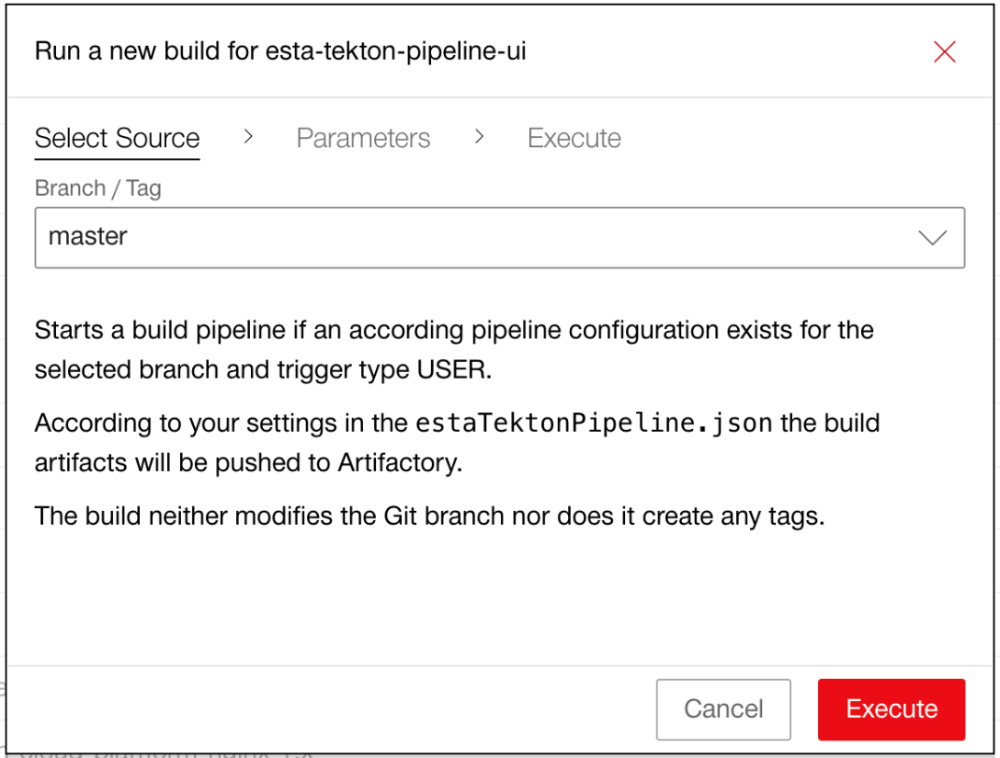 Run a new build for esta-tekton-pipeline-ui
Select Source > Parameters > Execute
Branch / Tag
master
Starts a build pipeline if an according pipeline configuration exists for the
selected branch and trigger type USER.
According to your settings in the estaTektonPipeline.json the build
artifacts will be pushed to Artifactory.
The build neither modifies the Git branch nor does it create any tags.
Cancel Execute